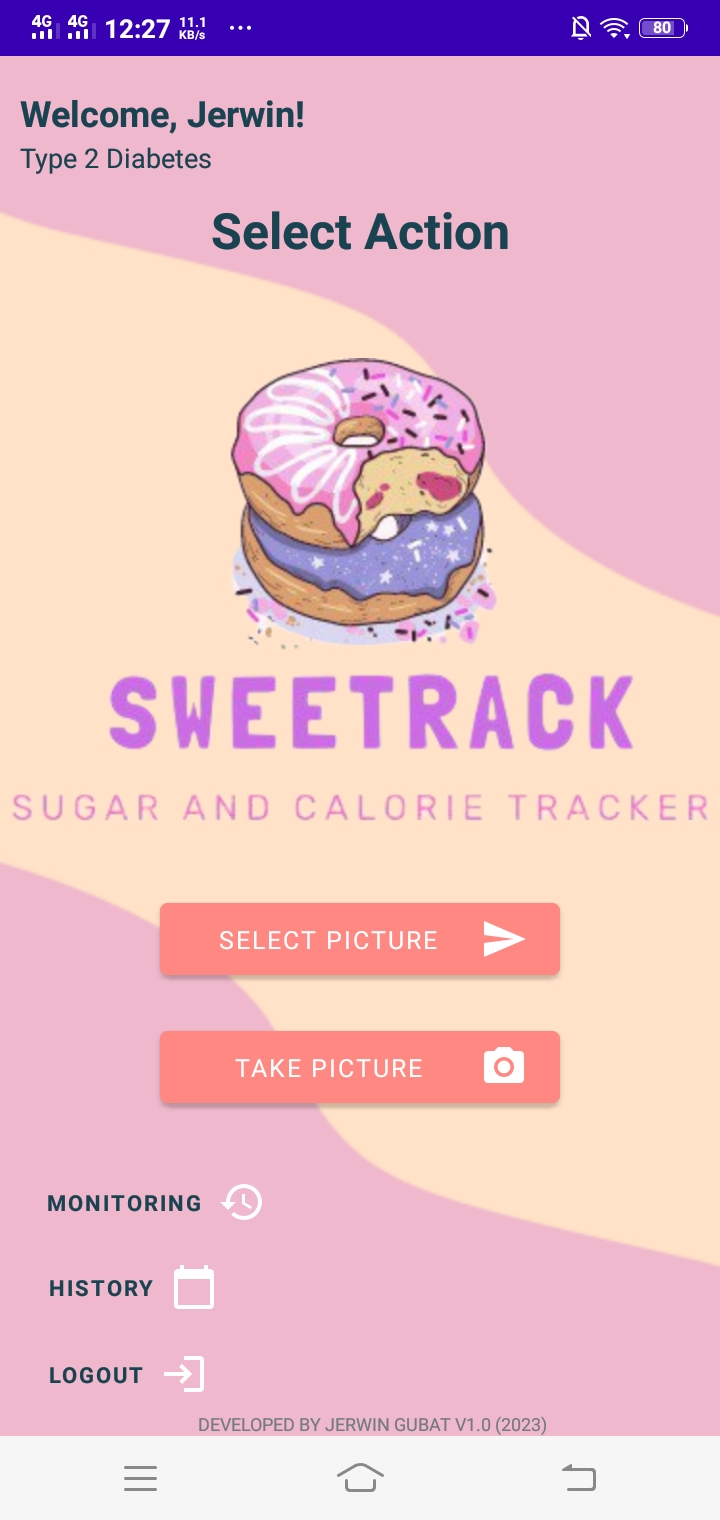 4G 4G 12:27 11.1 KB/s ... 80
Welcome, Jerwin!
Type 2 Diabetes
Select Action
SWEETRACK
SUGAR AND CALORIE TRACKER
SELECT PICTURE
TAKE PICTURE
MONITORING
HISTORY
LOGOUT
DEVELOPED BY JERWIN GUBAT V1.0 (2023)